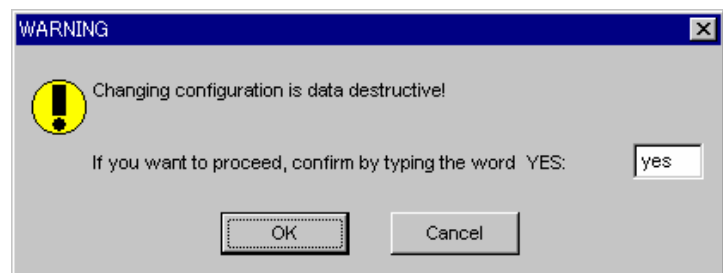 WARNING
Changing configuration is data destructive!
If you want to proceed, confirm by typing the word YES: yes
OK Cancel